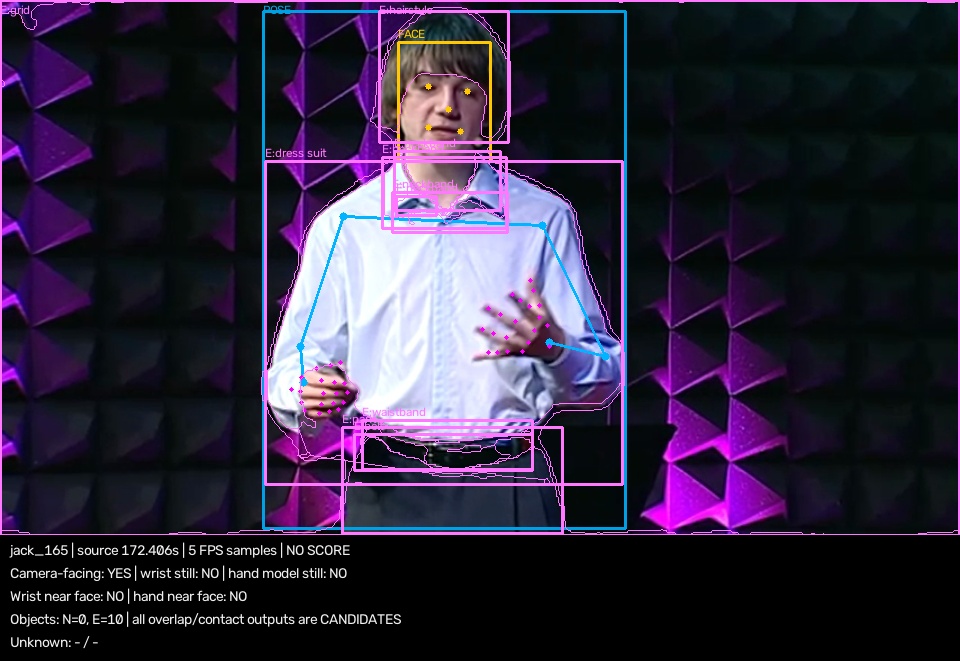 E:grid
POSE
E:hairstyle
FACE
E:dress suit
E:waistband
jack_165 | source 172.406s | 5 FPS samples | NO SCORE
Camera-facing: YES | wrist still: NO | hand model still: NO
Wrist near face: NO | hand near face: NO
Objects: N=0, E=10 | all overlap/contact outputs are CANDIDATES
Unknown: - / -